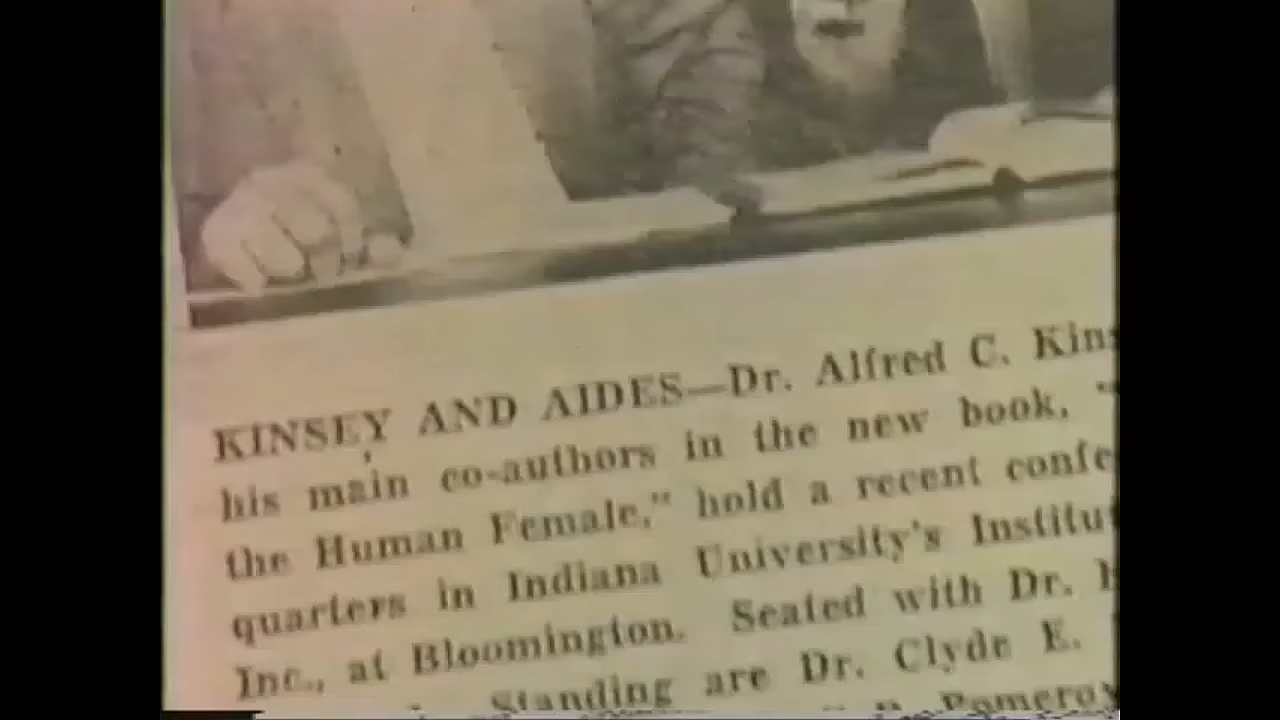 KINSEY AND AIDES—Dr. Alfred C. Kins
his main co-authors in the new book, "
the Human Female," hold a recent confe
quarters in Indiana University's Institut
Inc., at Bloomington. Seated with Dr.
Standing are Dr. Clyde E.
Pomeroy